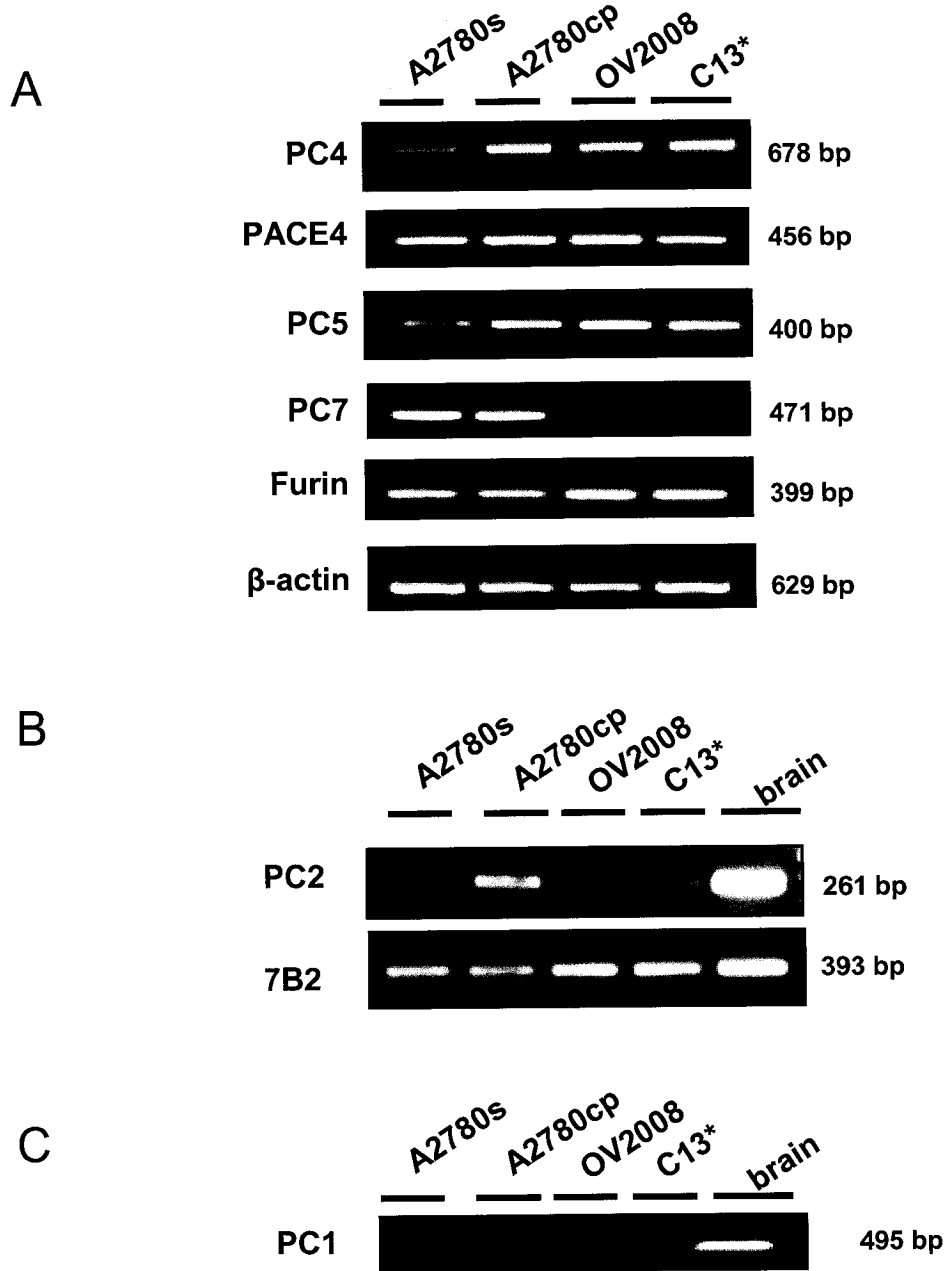 A
A2780s A2780cp OV2008 C13*
PC4 678 bp
PACE4 456 bp
PC5 400 bp
PC7 471 bp
Furin 399 bp
β-actin 629 bp
B
A2780s A2780cp OV2008 C13* brain
PC2 261 bp
7B2 393 bp
C
A2780s A2780cp OV2008 C13* brain
PC1 495 bp